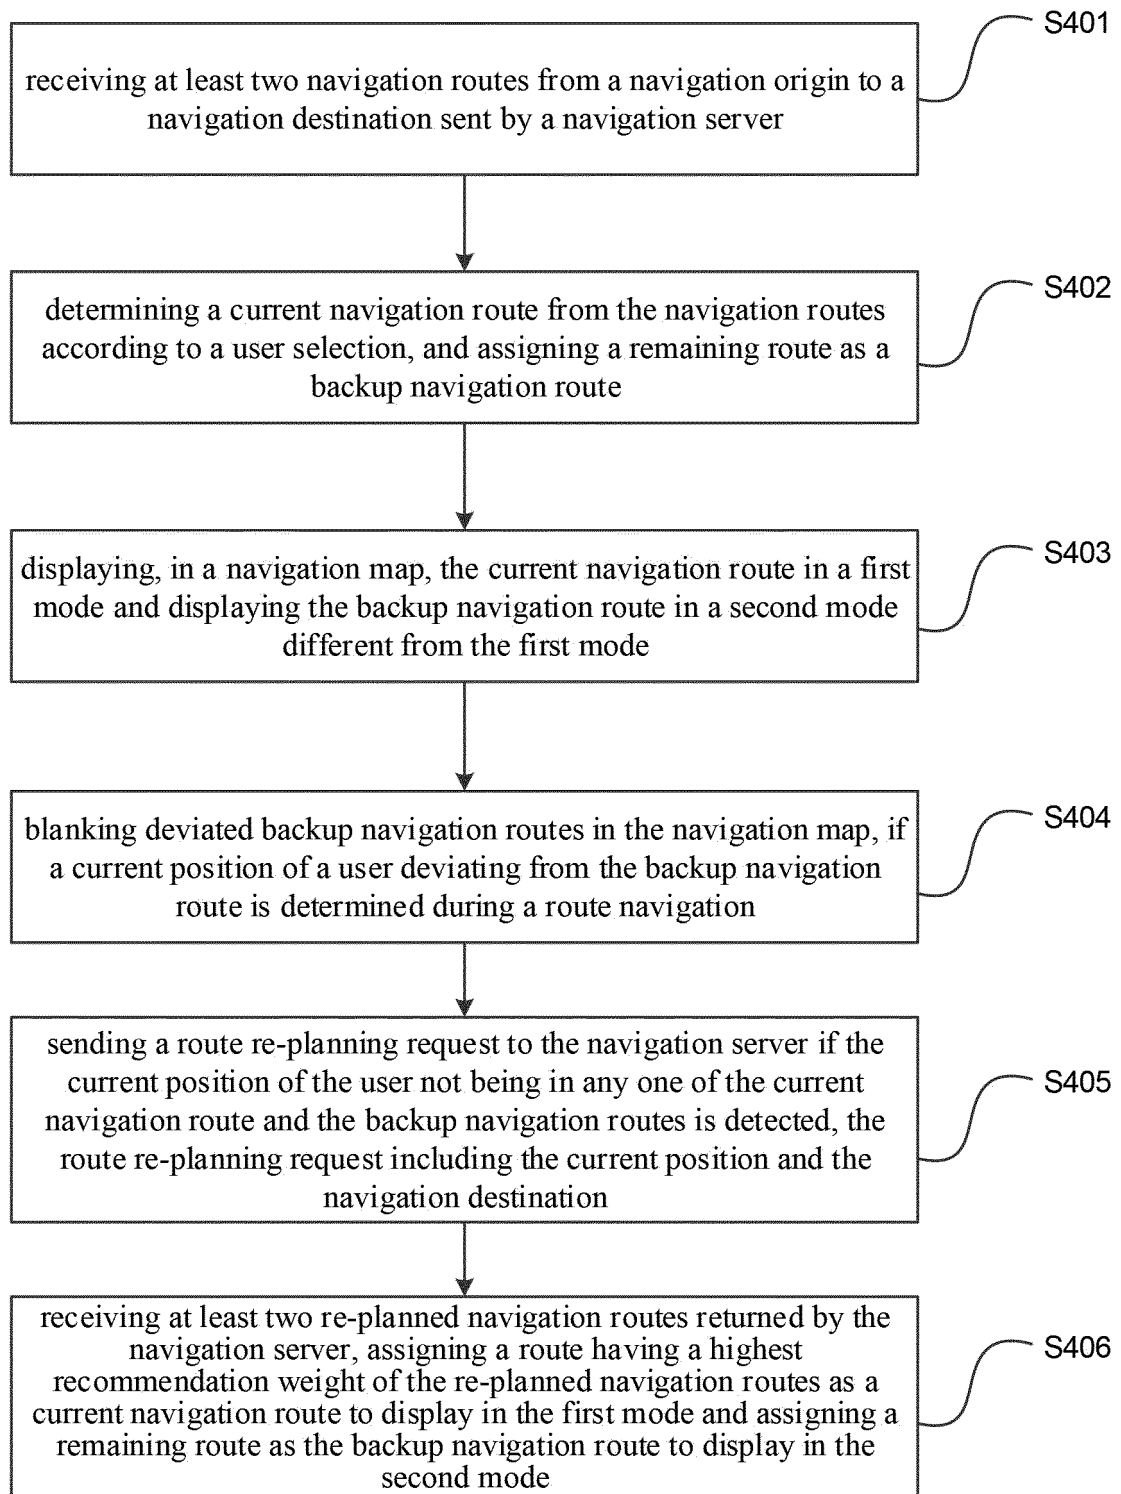 S401
receiving at least two navigation routes from a navigation origin to a
navigation destination sent by a navigation server
S402
determining a current navigation route from the navigation routes
according to a user selection, and assigning a remaining route as a
backup navigation route
S403
displaying, in a navigation map, the current navigation route in a first
mode and displaying the backup navigation route in a second mode
different from the first mode
S404
blanking deviated backup navigation routes in the navigation map, if
a current position of a user deviating from the backup navigation
route is determined during a route navigation
sending a route re-planning request to the navigation server if the
current position of the user not being in any one of the current
S405
navigation route and the backup navigation routes is detected, the
route re-planning request including the current position and the
navigation destination
receiving at least two re-planned navigation routes returned by the
S406
navigation server, assigning a route having a highest
recommendation weight of the re-planned navigation routes as a
current navigation route to display in the first mode and assigning a
remaining route as the backup navigation route to display in the
second mode